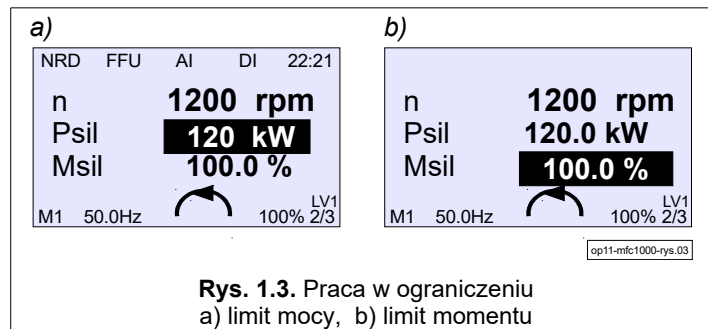 a)
NRD FFU AI DI 22:21
n 1200 rpm
Psil 120 kW
Msil 100.0 %
LV1
M1 50.0Hz 100% 2/3
b)
n 1200 rpm
Psil 120.0 kW
Msil 100.0 %
LV1
M1 50.0Hz 100% 2/3
op11-mfc1000-rys.03
Rys. 1.3. Praca w ograniczeniu
a) limit mocy, b) limit momentu